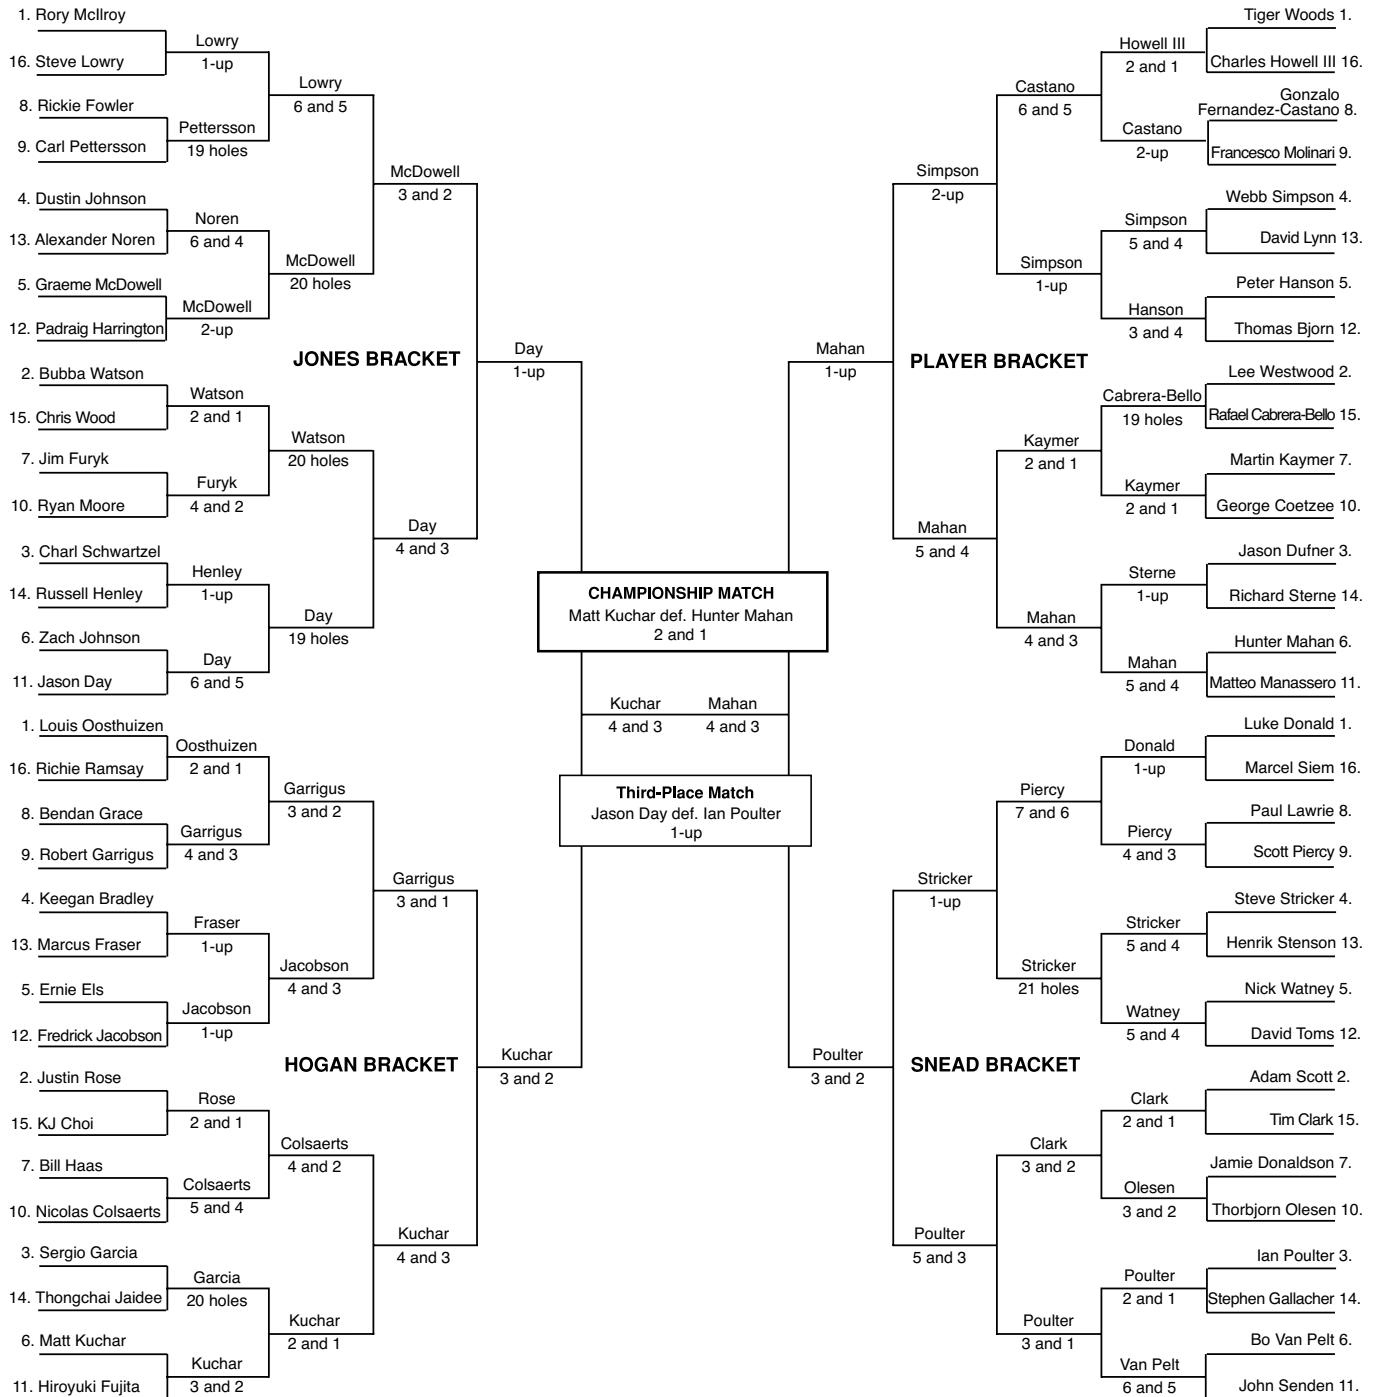 1. Rory McIlroy
16. Steve Lowry
8. Rickie Fowler
9. Carl Pettersson
4. Dustin Johnson
13. Alexander Noren
5. Graeme McDowell
12. Padraig Harrington
2. Bubba Watson
15. Chris Wood
7. Jim Furyk
10. Ryan Moore
3. Charl Schwartzel
14. Russell Henley
6. Zach Johnson
11. Jason Day
Lowry
1-up
Pettersson
19 holes
Noren
6 and 4
McDowell
2-up
Watson
2 and 1
Furyk
4 and 2
Henley
1-up
Day
6 and 5
Lowry
6 and 5
McDowell
20 holes
Watson
20 holes
Day
19 holes
McDowell
3 and 2
Day
4 and 3
JONES BRACKET
Day
1-up
1. Louis Oosthuizen
16. Richie Ramsay
8. Bendan Grace
9. Robert Garrigus
4. Keegan Bradley
13. Marcus Fraser
5. Ernie Els
12. Fredrick Jacobson
2. Justin Rose
15. KJ Choi
7. Bill Haas
10. Nicolas Colsaerts
3. Sergio Garcia
14. Thongchai Jaidee
6. Matt Kuchar
11. Hiroyuki Fujita
Oosthuizen
2 and 1
Garrigus
4 and 3
Fraser
1-up
Jacobson
1-up
Rose
2 and 1
Colsaerts
5 and 4
Garcia
20 holes
Kuchar
3 and 2
Garrigus
3 and 2
Jacobson
4 and 3
Colsaerts
4 and 2
Kuchar
2 and 1
Garrigus
3 and 1
Kuchar
4 and 3
HOGAN BRACKET
Kuchar
3 and 2
CHAMPIONSHIP MATCH
Matt Kuchar def. Hunter Mahan
2 and 1
Kuchar
4 and 3
Mahan
4 and 3
Third-Place Match
Jason Day def. Ian Poulter
1-up
Tiger Woods 1.
Charles Howell III 16.
Gonzalo
Fernandez-Castano 8.
Francesco Molinari 9.
Webb Simpson 4.
David Lynn 13.
Peter Hanson 5.
Thomas Bjorn 12.
Lee Westwood 2.
Rafael Cabrera-Bello 15.
Martin Kaymer 7.
George Coetzee 10.
Jason Dufner 3.
Richard Sterne 14.
Hunter Mahan 6.
Matteo Manassero 11.
Howell III
2 and 1
Castano
2-up
Simpson
5 and 4
Hanson
3 and 4
Cabrera-Bello
19 holes
Kaymer
2 and 1
Sterne
1-up
Mahan
5 and 4
Castano
6 and 5
Simpson
1-up
Kaymer
2 and 1
Mahan
4 and 3
Simpson
2-up
Mahan
5 and 4
PLAYER BRACKET
Mahan
1-up
Luke Donald 1.
Marcel Siem 16.
Paul Lawrie 8.
Scott Piercy 9.
Steve Stricker 4.
Henrik Stenson 13.
Nick Watney 5.
David Toms 12.
Adam Scott 2.
Tim Clark 15.
Jamie Donaldson 7.
Thorbjorn Olesen 10.
Ian Poulter 3.
Stephen Gallacher 14.
Bo Van Pelt 6.
John Senden 11.
Donald
1-up
Piercy
4 and 3
Stricker
5 and 4
Watney
5 and 4
Clark
2 and 1
Olesen
3 and 2
Poulter
2 and 1
Van Pelt
6 and 5
Piercy
7 and 6
Stricker
21 holes
Clark
3 and 2
Poulter
3 and 1
Stricker
1-up
Poulter
5 and 3
SNEAD BRACKET
Poulter
3 and 2